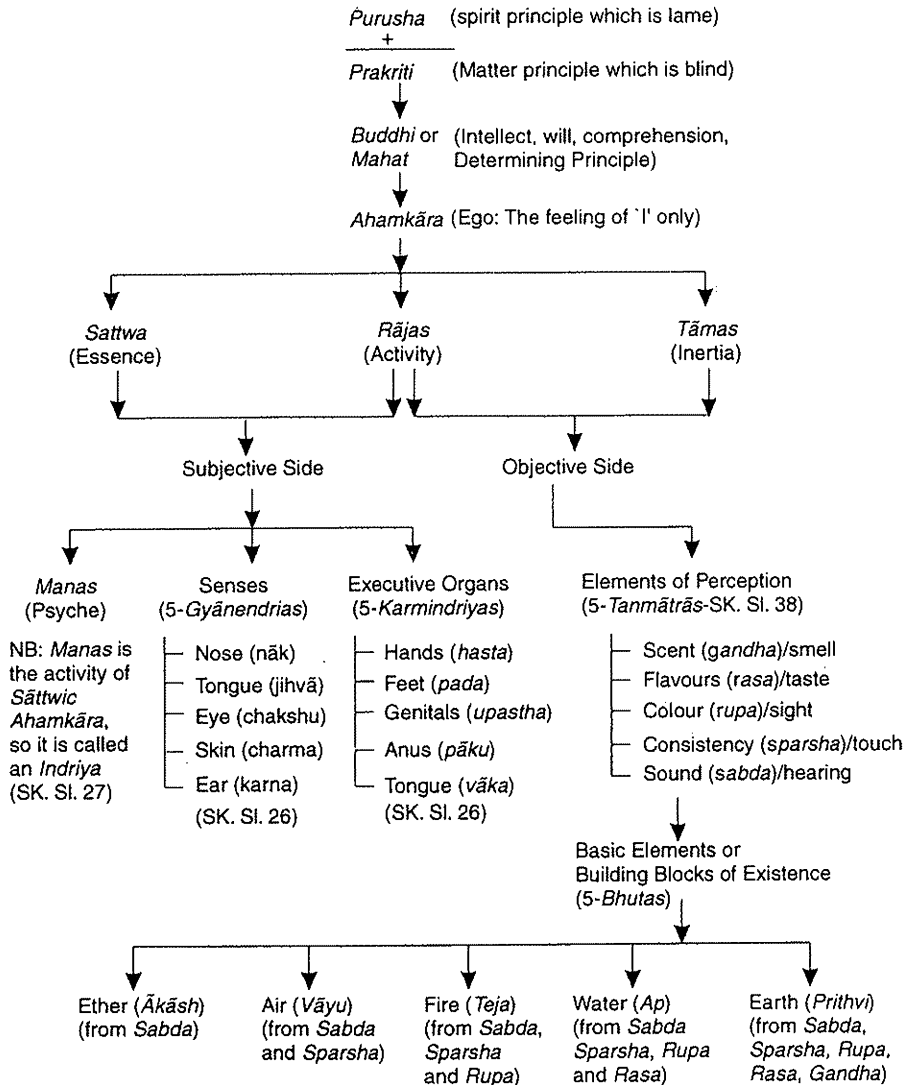 Purusha (spirit principle which is lame)
+
Prakriti (Matter principle which is blind)
Buddhi or (Intellect, will, comprehension,
Mahat Determining Principle)
Ahamkāra (Ego: The feeling of `I' only)
Sattwa
(Essence)
Rājas
(Activity)
Tāmas
(Inertia)
Subjective Side
Objective Side
Manas
(Psyche)
NB: Manas is
the activity of
Sāttwic
Ahamkāra,
so it is called
an Indriya
(SK. Sl. 27)
Senses
(5-Gyānendrias)
Nose (nāk)
Tongue (jihvā)
Eye (chakshu)
Skin (charma)
Ear (karna)
(SK. Sl. 26)
Executive Organs
(5-Karmindriyas)
Hands (hasta)
Feet (pada)
Genitals (upastha)
Anus (pāku)
Tongue (vāka)
(SK. Sl. 26)
Elements of Perception
(5-Tanmātrās-SK. Sl. 38)
Scent (gandha)/smell
Flavours (rasa)/taste
Colour (rupa)/sight
Consistency (sparsha)/touch
Sound (sabda)/hearing
Basic Elements or
Building Blocks of Existence
(5-Bhutas)
Ether (Ākāsh)
(from Sabda)
Air (Vāyu)
(from Sabda
and Sparsha)
Fire (Teja)
(from Sabda,
Sparsha
and Rupa)
Water (Ap)
(from Sabda
Sparsha, Rupa
and Rasa)
Earth (Prithvi)
(from Sabda,
Sparsha, Rupa,
Rasa, Gandha)